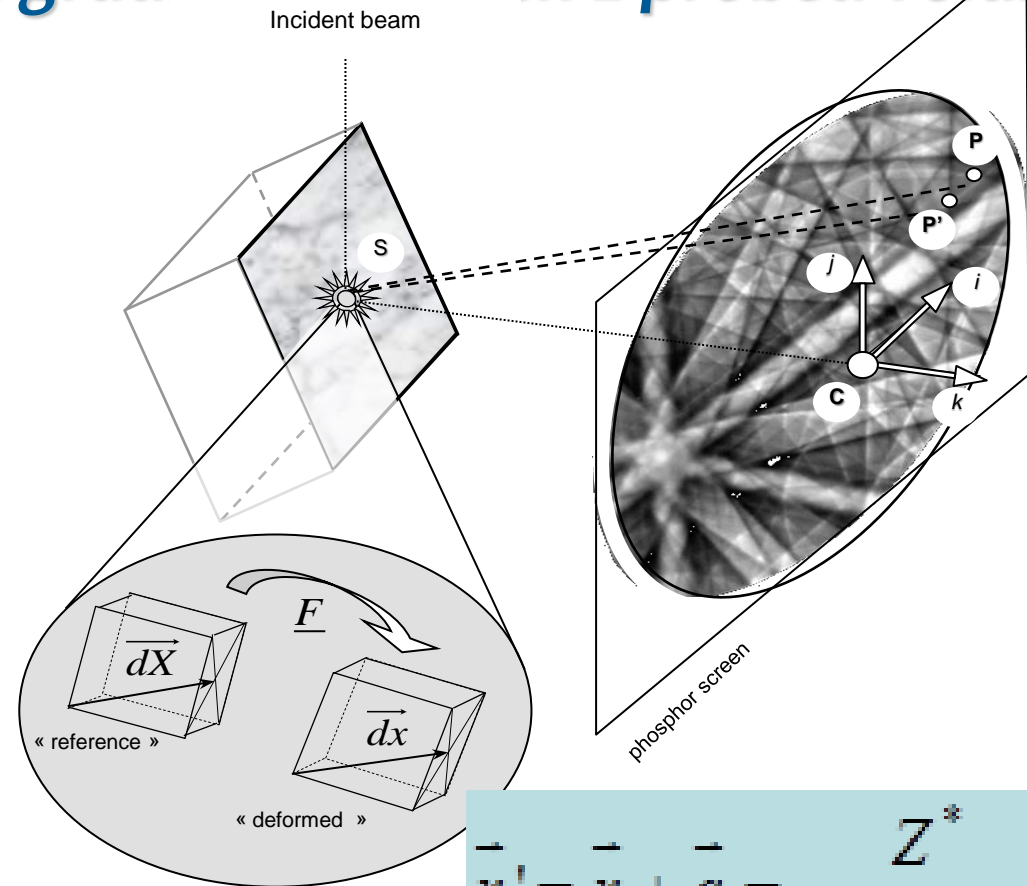 Incident beam
S
P
P'
j
i
C
k
F
dX
dx
« reference »
« deformed »
phosphor screen
Z*